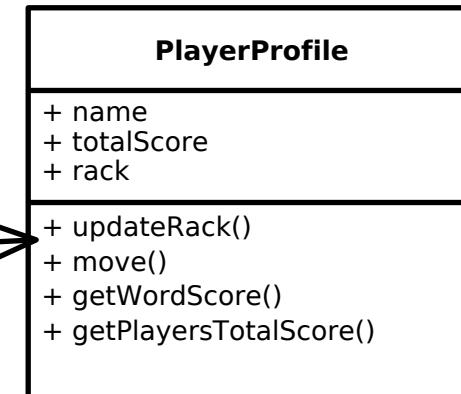 PlayerProfile
+ name
+ totalScore
+ rack
+ updateRack()
+ move()
+ getWordScore()
+ getPlayersTotalScore()